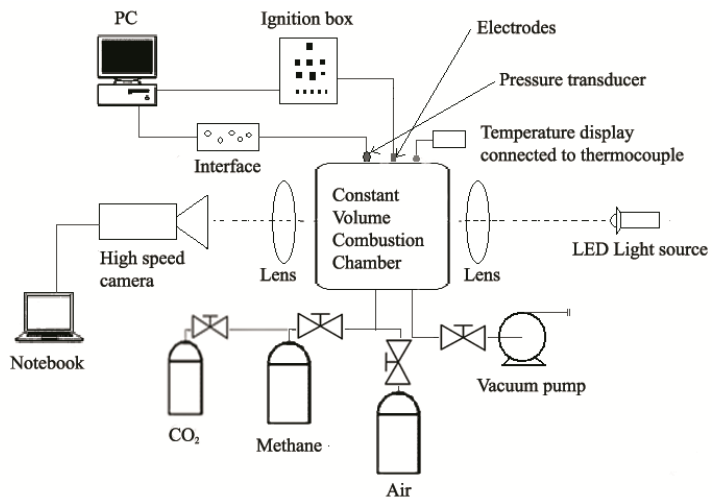 PC
Ignition box
Electrodes
Pressure transducer
Interface
Temperature display
connected to thermocouple
Constant
Volume
Combustion
Chamber
High speed
camera
Lens
Lens
LED Light source
Notebook
CO₂
Methane
Air
Vacuum pump